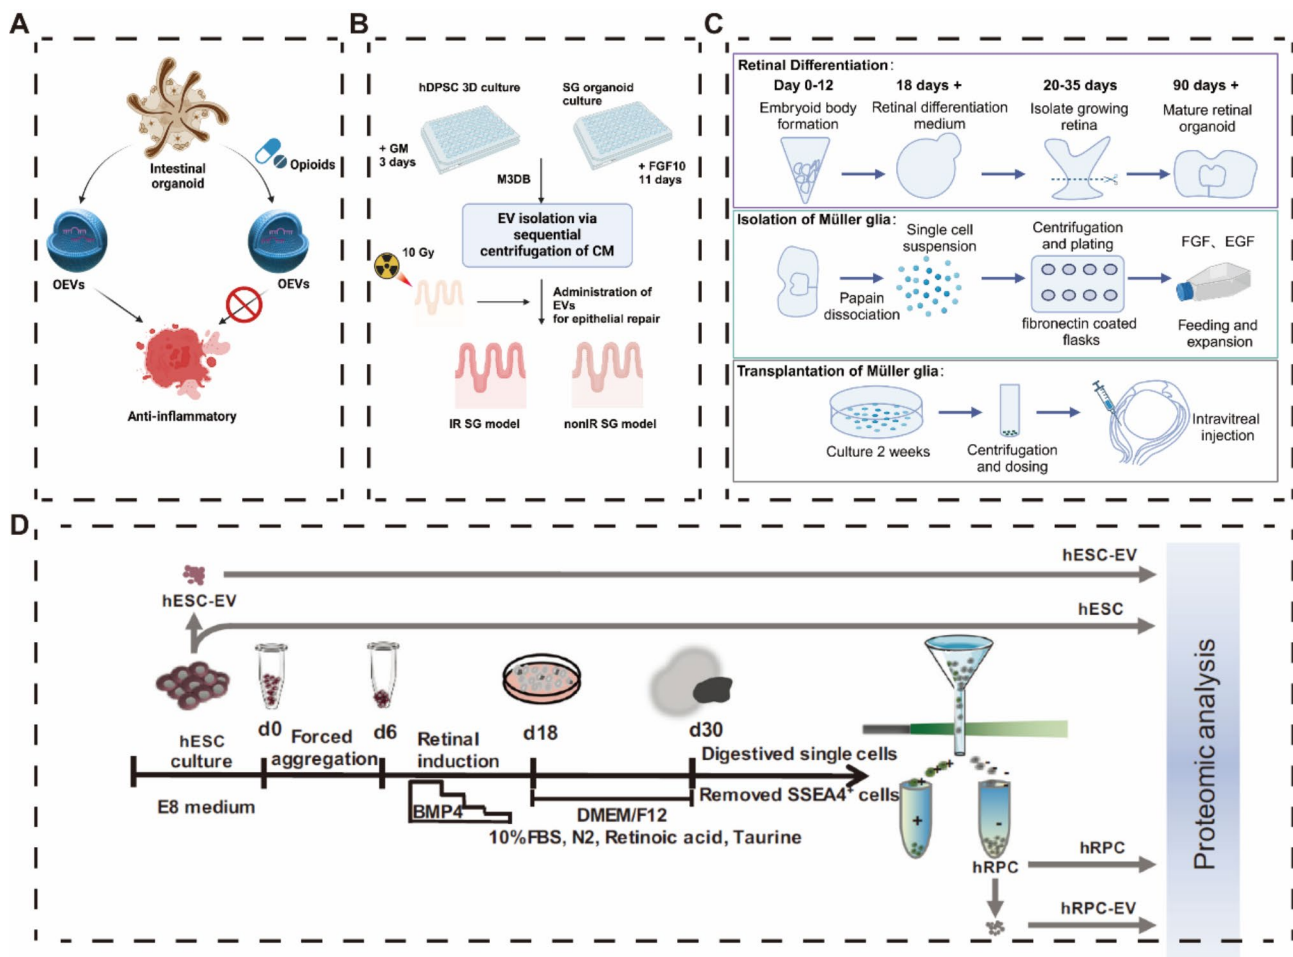 A
Intestinal
organoid
Opioids
OEVs
OEVs
Anti-inflammatory
B
hDPSC 3D culture
SG organoid
culture
+ GM
3 days
+ FGF10
11 days
M3DB
EV isolation via
sequential
centrifugation of CM
10 Gy
Administration of
EVs
for epithelial repair
IR SG model
nonIR SG model
C
Retinal Differentiation:
Day 0-12
18 days +
20-35 days
90 days +
Embryoid body
formation
Retinal differentiation
medium
Isolate growing
retina
Mature retinal
organoid
Isolation of Müller glia:
Single cell
suspension
Centrifugation
and plating
FGF、EGF
Papain
dissociation
fibronectin coated
flasks
Feeding and
expansion
Transplantation of Müller glia:
Culture 2 weeks
Centrifugation
and dosing
Intravitreal
injection
D
hESC-EV
hESC-EV
hESC
d0
d6
d18
d30
hESC
culture
Forced
aggregation
Retinal
induction
Digestived single cells
E8 medium
BMP4
DMEM/F12
10%FBS, N2, Retinoic acid, Taurine
Removed SSEA4⁺ cells
+
+
+
+
-
-
-
-
-
hRPC
hRPC
hRPC-EV
Proteomic analysis